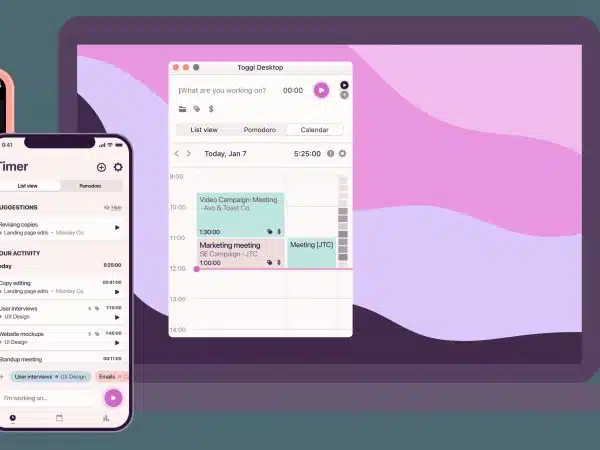 Toggl Desktop
What are you working on? 00:00
$
List view Pomodoro Calendar
Today, Jan 7 5:25:00
9:00
10:00
11:00
12:00
13:00
14:00
Video Campaign: Meeting
-Avo & Toast Co.
1:30:00 $
Marketing meeting
SE Campaign - JTC
1:00:00 $
Meeting (JTC)
9:41
Timer
List view Pomodoro
SUGGESTIONS Hide
Revising copies
Landing page edits • Monday Co.
YOUR ACTIVITY
Today 5:25:00
Copy editing 00:41:00
Landing page edits • Monday Co.
User Interviews $ 1:10:00
UX Design
Website mockups $ 1:45:00
UI Design
Standup meeting 00:11:00
+ User interviews UX Design Emails
I'm working on...